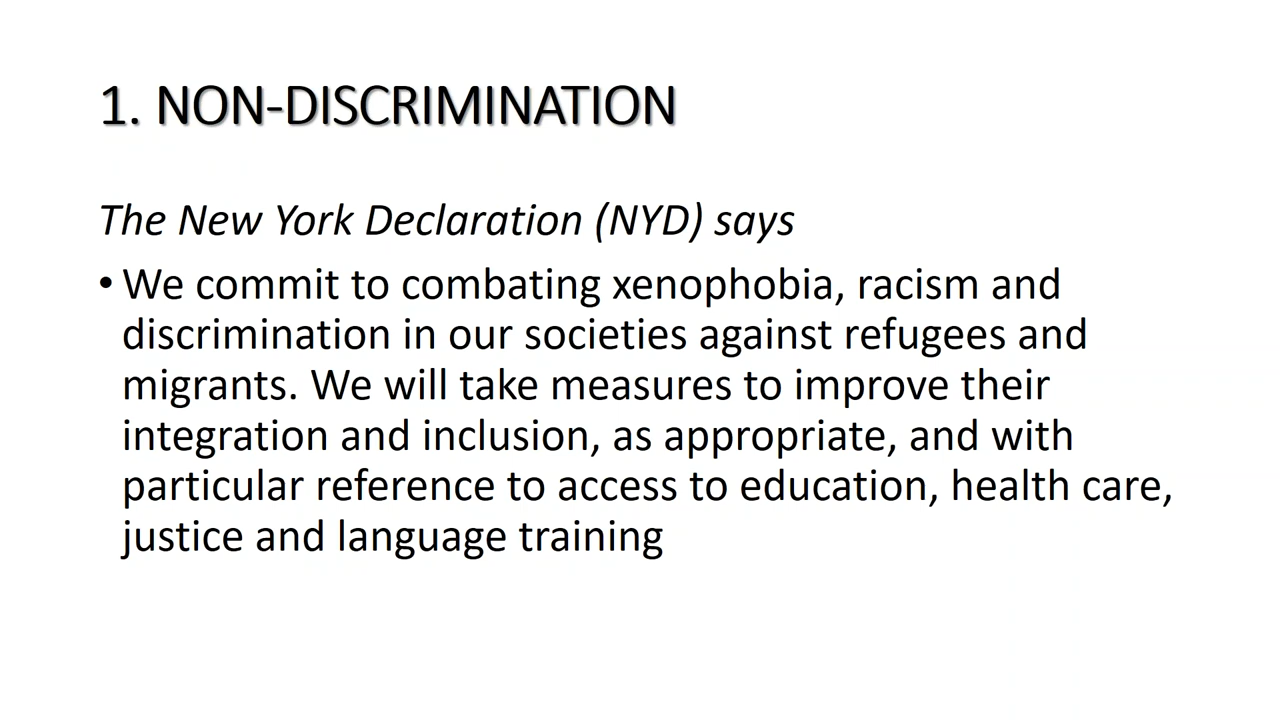 1. NON-DISCRIMINATION
The New York Declaration (NYD) says
• We commit to combating xenophobia, racism and
discrimination in our societies against refugees and
migrants. We will take measures to improve their
integration and inclusion, as appropriate, and with
particular reference to access to education, health care,
justice and language training